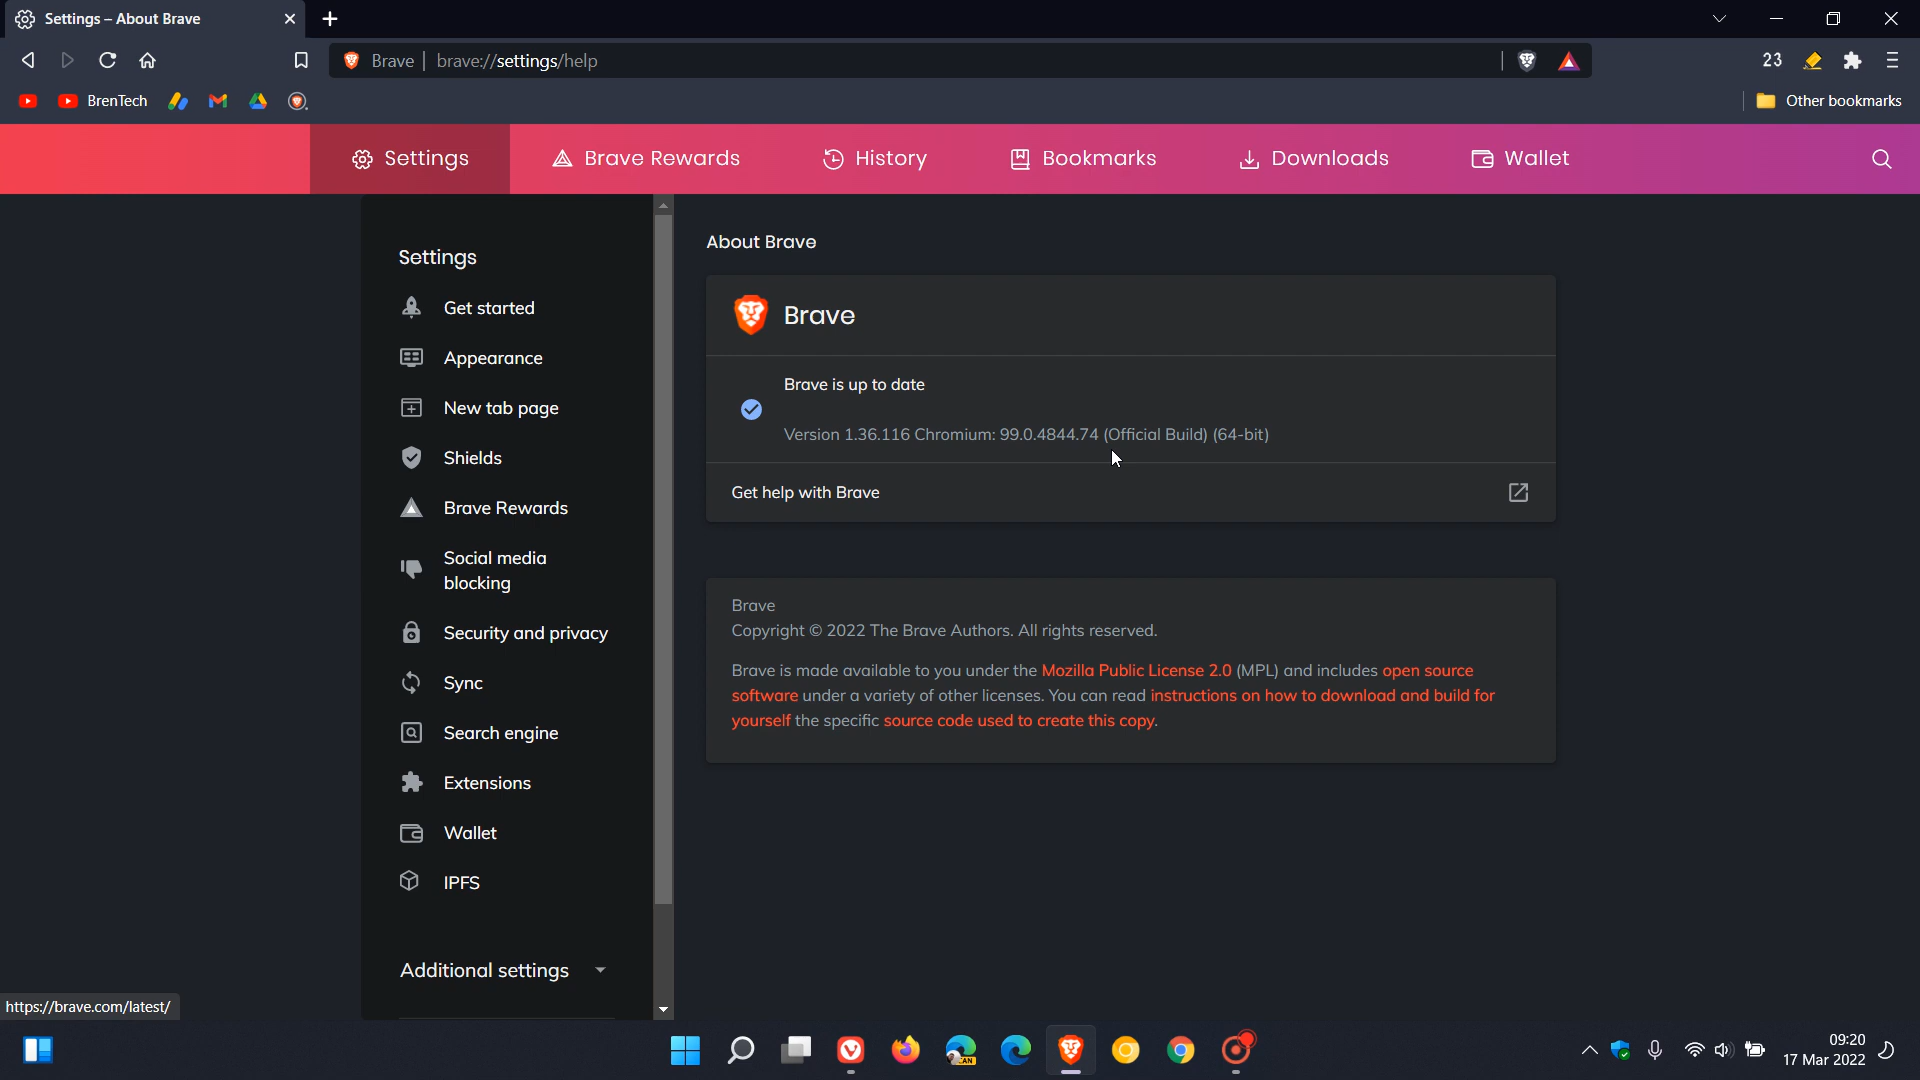 Settings – About Brave
Brave | brave://settings/help
23
BrenTech
Other bookmarks
Settings
Brave Rewards
History
Bookmarks
Downloads
Wallet
Settings
Get started
Appearance
New tab page
Shields
Brave Rewards
Social media
blocking
Security and privacy
Sync
Search engine
Extensions
Wallet
IPFS
Additional settings
About Brave
Brave
Brave is up to date
Version 1.36.116 Chromium: 99.0.4844.74 (Official Build) (64-bit)
Get help with Brave
Brave
Copyright © 2022 The Brave Authors. All rights reserved.
Brave is made available to you under the Mozilla Public License 2.0 (MPL) and includes open source
software under a variety of other licenses. You can read instructions on how to download and build for
yourself the specific source code used to create this copy.
https://brave.com/latest/
CAN
09:20
17 Mar 2022